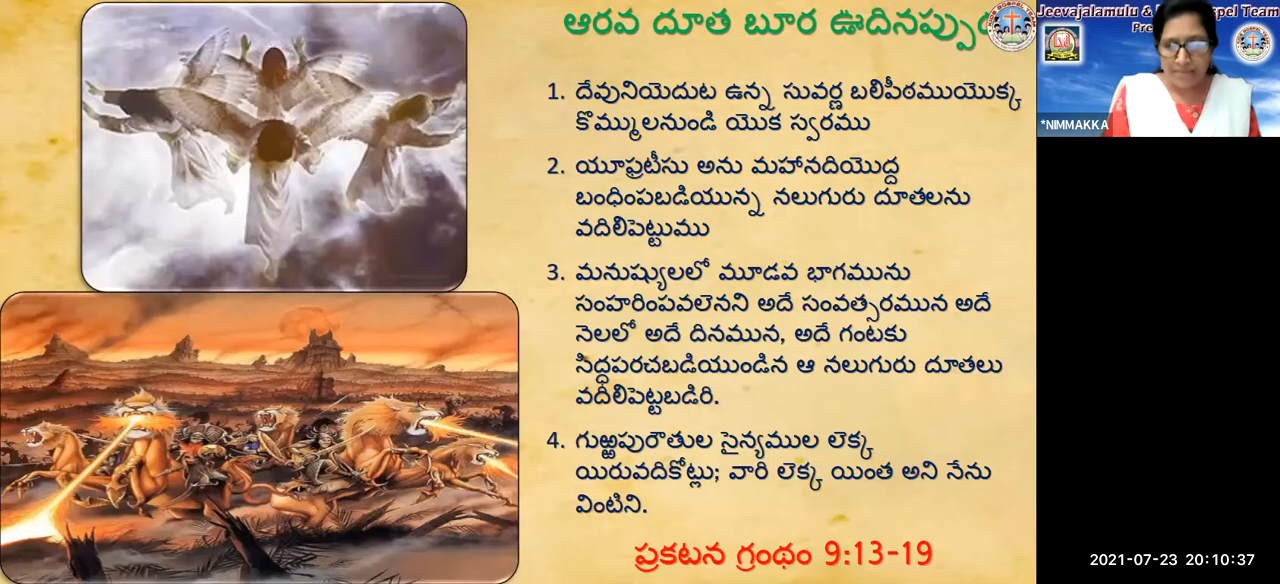 ఆరవ దూత బూర ఊదినప్పుడు
1. దేవునియెదుట ఉన్న సువర్ణ బలిపీఠముయొక్క
కొమ్ములనుండి యొక స్వరము
2. యూఫ్రటీసు అను మహానదియొద్ద
బంధింపబడియున్న నలుగురు దూతలను
వదిలిపెట్టుము
3. మనుష్యులలో మూడవ భాగమును
సంహరింపవలెనని అదే సంవత్సరమున అదే
నెలలో అదే దినమున, అదే గంటకు
సిద్ధపరచబడియుండిన ఆ నలుగురు దూతలు
వదిలిపెట్టబడిరి.
4. గుఱ్ఱపురౌతుల సైన్యముల లెక్క
యిరువదికోట్లు; వారి లెక్క యింత అని నేను
వింటిని.
ప్రకటన గ్రంథం 9:13-19
Jeevajalamulu & Gospel Team
*NIMMAKKA
2021-07-23 20:10:37